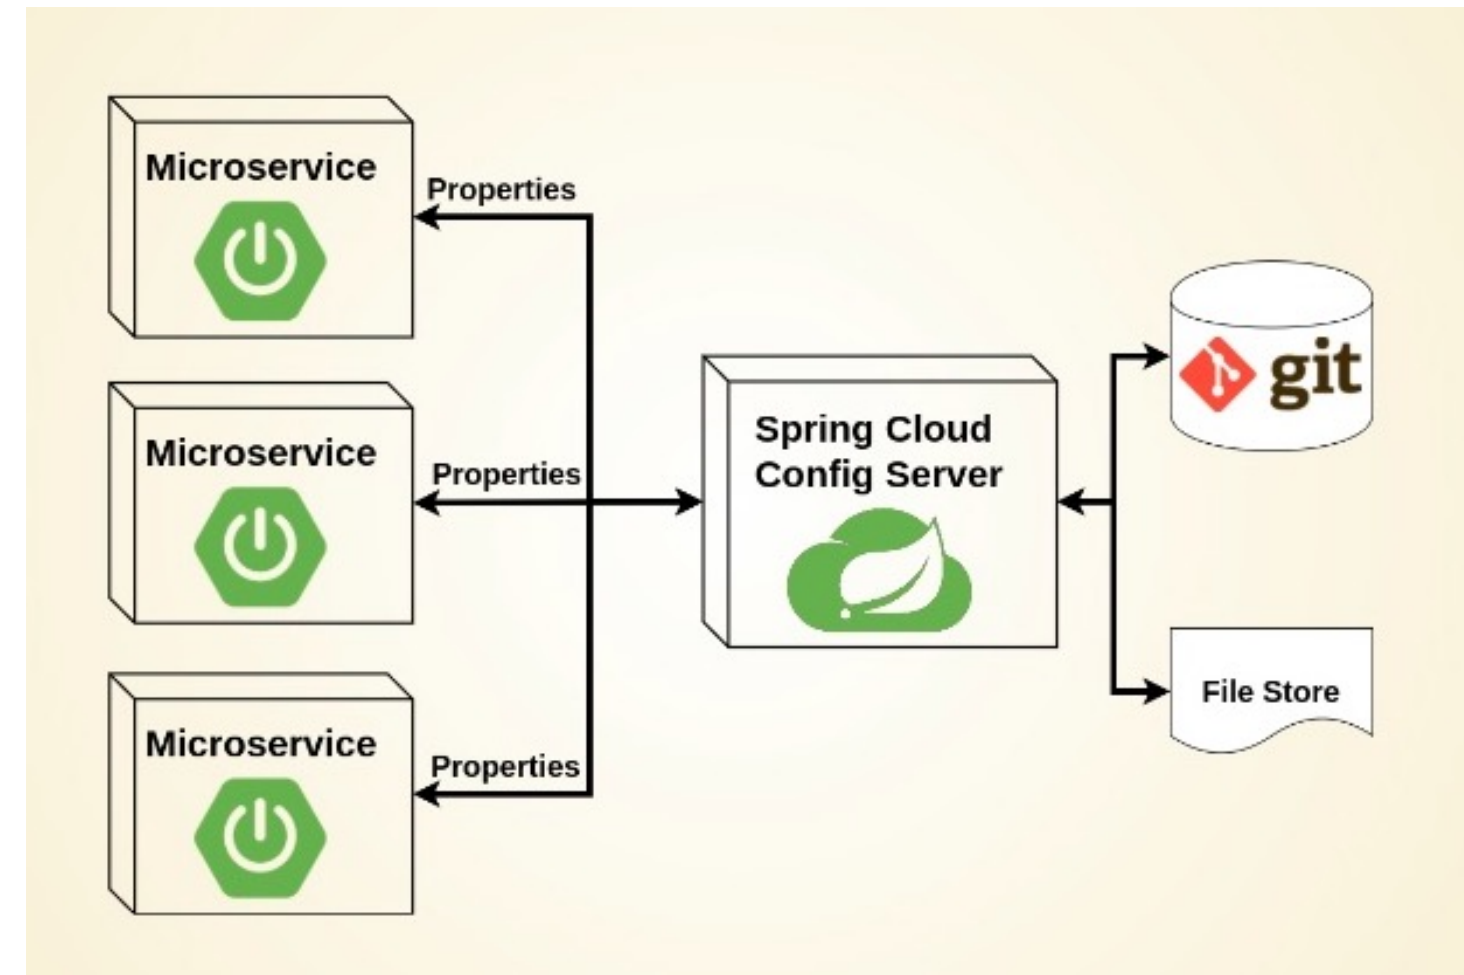 Microservice
Properties
Microservice
Properties
Microservice
Properties
Spring Cloud
Config Server
git
File Store